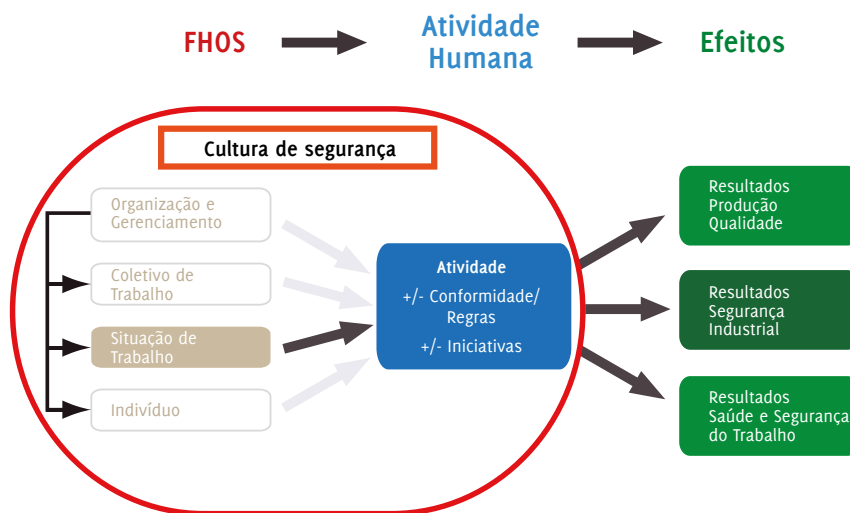 FHOS
Atividade
Humana
Efeitos
Cultura de segurança
Organização e
Gerenciamento
Coletivo de
Trabalho
Situação de
Trabalho
Indivíduo
Atividade
+/- Conformidade/
Regras
+/- Iniciativas
Resultados
Produção
Qualidade
Resultados
Segurança
Industrial
Resultados
Saúde e Segurança
do Trabalho